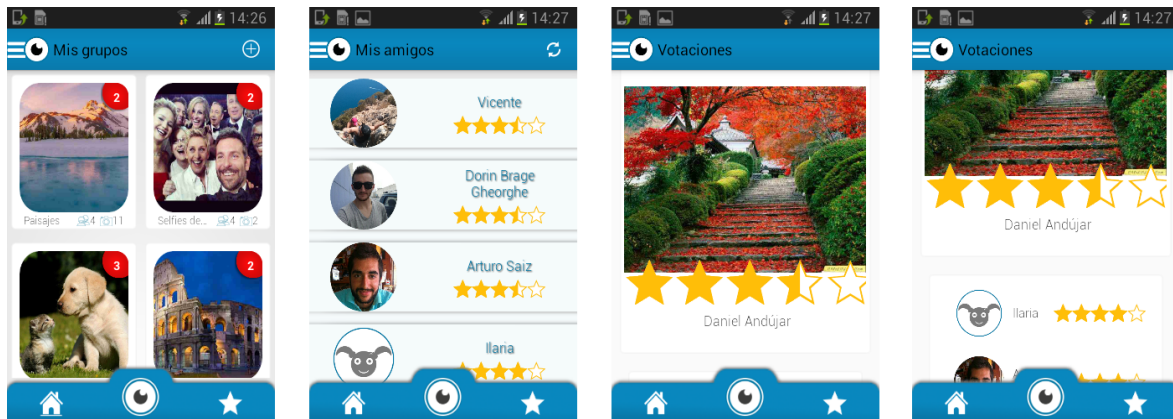 14:26
Mis grupos
2
2
Paisajes 4 11
Selfies de... 4 2
3
2
14:27
Mis amigos
Vicente
Dorin Brage
Gheorghe
Arturo Saiz
Ilaria
14:27
Votaciones
Daniel Andújar
14:27
Votaciones
Daniel Andújar
Ilaria